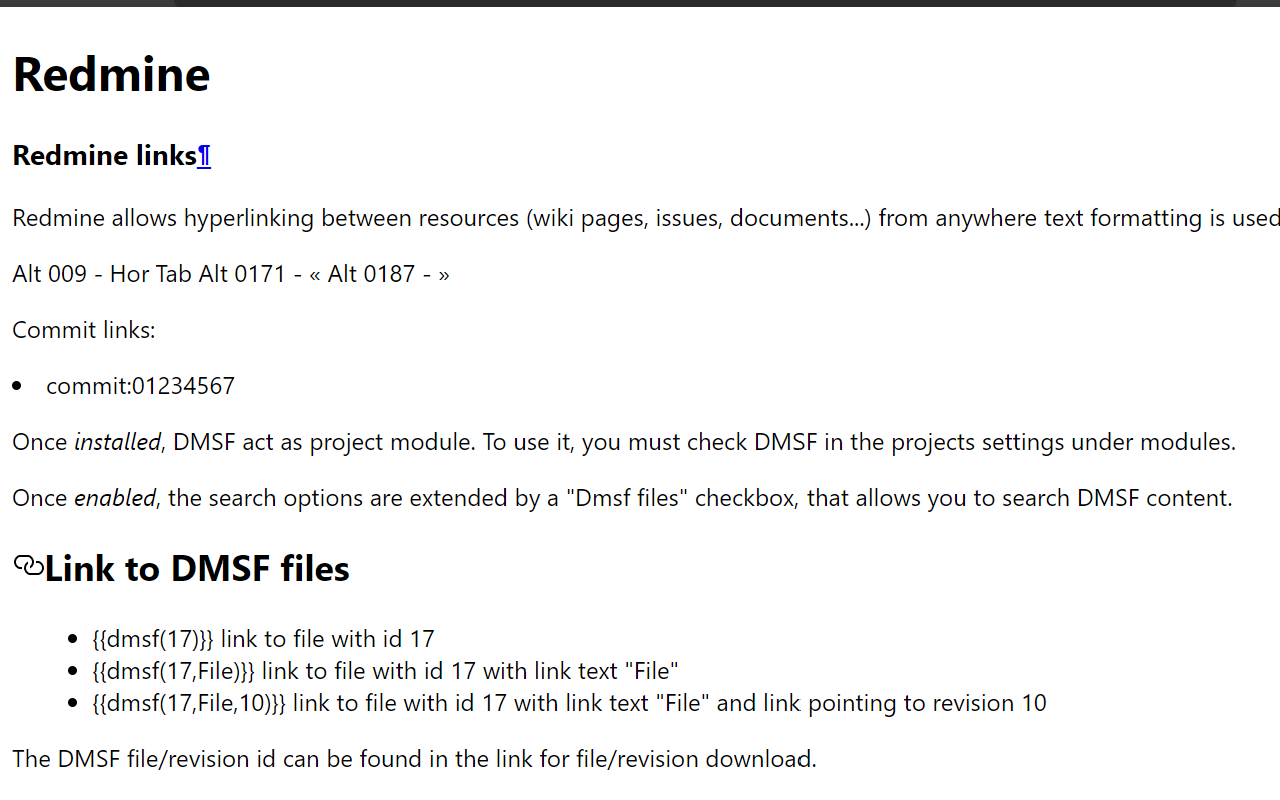 Redmine
Redmine links¶
Redmine allows hyperlinking between resources (wiki pages, issues, documents...) from anywhere text formatting is used
Alt 009 - Hor Tab Alt 0171 - « Alt 0187 - »
Commit links:
• commit:01234567
Once installed, DMSF act as project module. To use it, you must check DMSF in the projects settings under modules.
Once enabled, the search options are extended by a "Dmsf files" checkbox, that allows you to search DMSF content.
Link to DMSF files
• {{dmsf(17)}} link to file with id 17
• {{dmsf(17,File)}} link to file with id 17 with link text "File"
• {{dmsf(17,File,10)}} link to file with id 17 with link text "File" and link pointing to revision 10
The DMSF file/revision id can be found in the link for file/revision download.